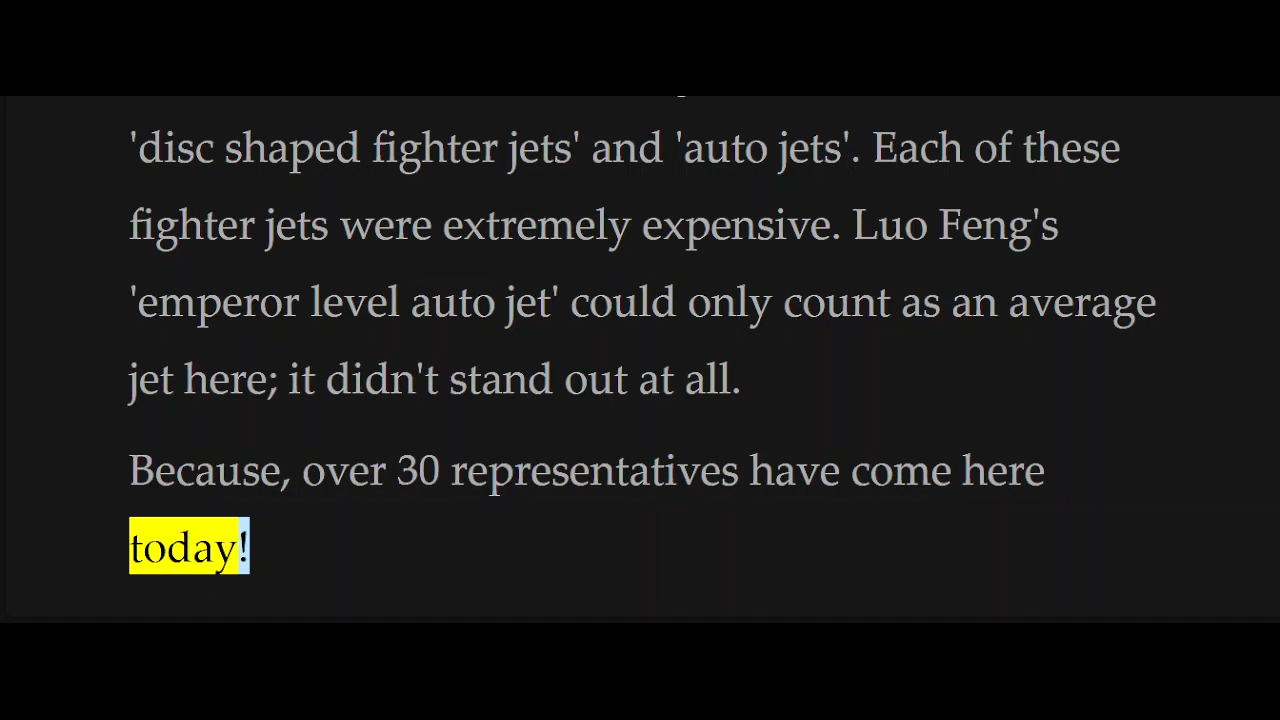 'disc shaped fighter jets' and 'auto jets'. Each of these
fighter jets were extremely expensive. Luo Feng's
'emperor level auto jet' could only count as an average
jet here; it didn't stand out at all.
Because, over 30 representatives have come here
today!